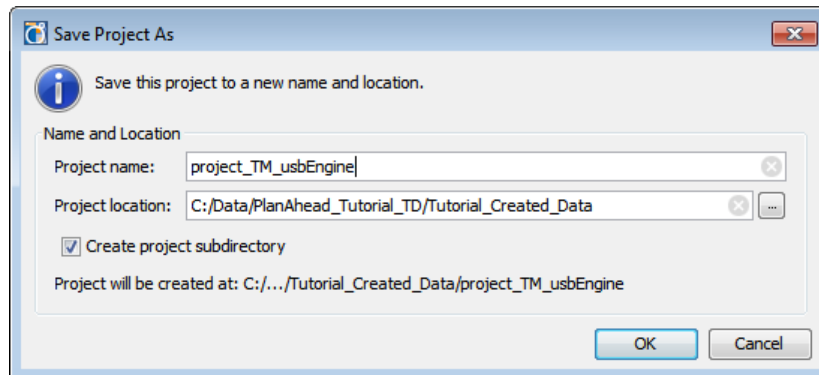 Save Project As
Save this project to a new name and location.
Name and Location
Project name: project_TM_usbEngine
Project location: C:/Data/PlanAhead_Tutorial_TD/Tutorial_Created_Data ...
Create project subdirectory
Project will be created at: C:/.../Tutorial_Created_Data/project_TM_usbEngine
OK Cancel